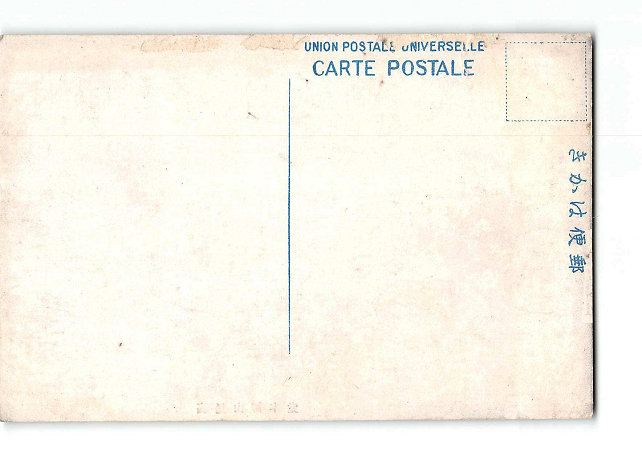 UNION POSTALE UNIVERSELLE
CARTE POSTALE
きかは便郵